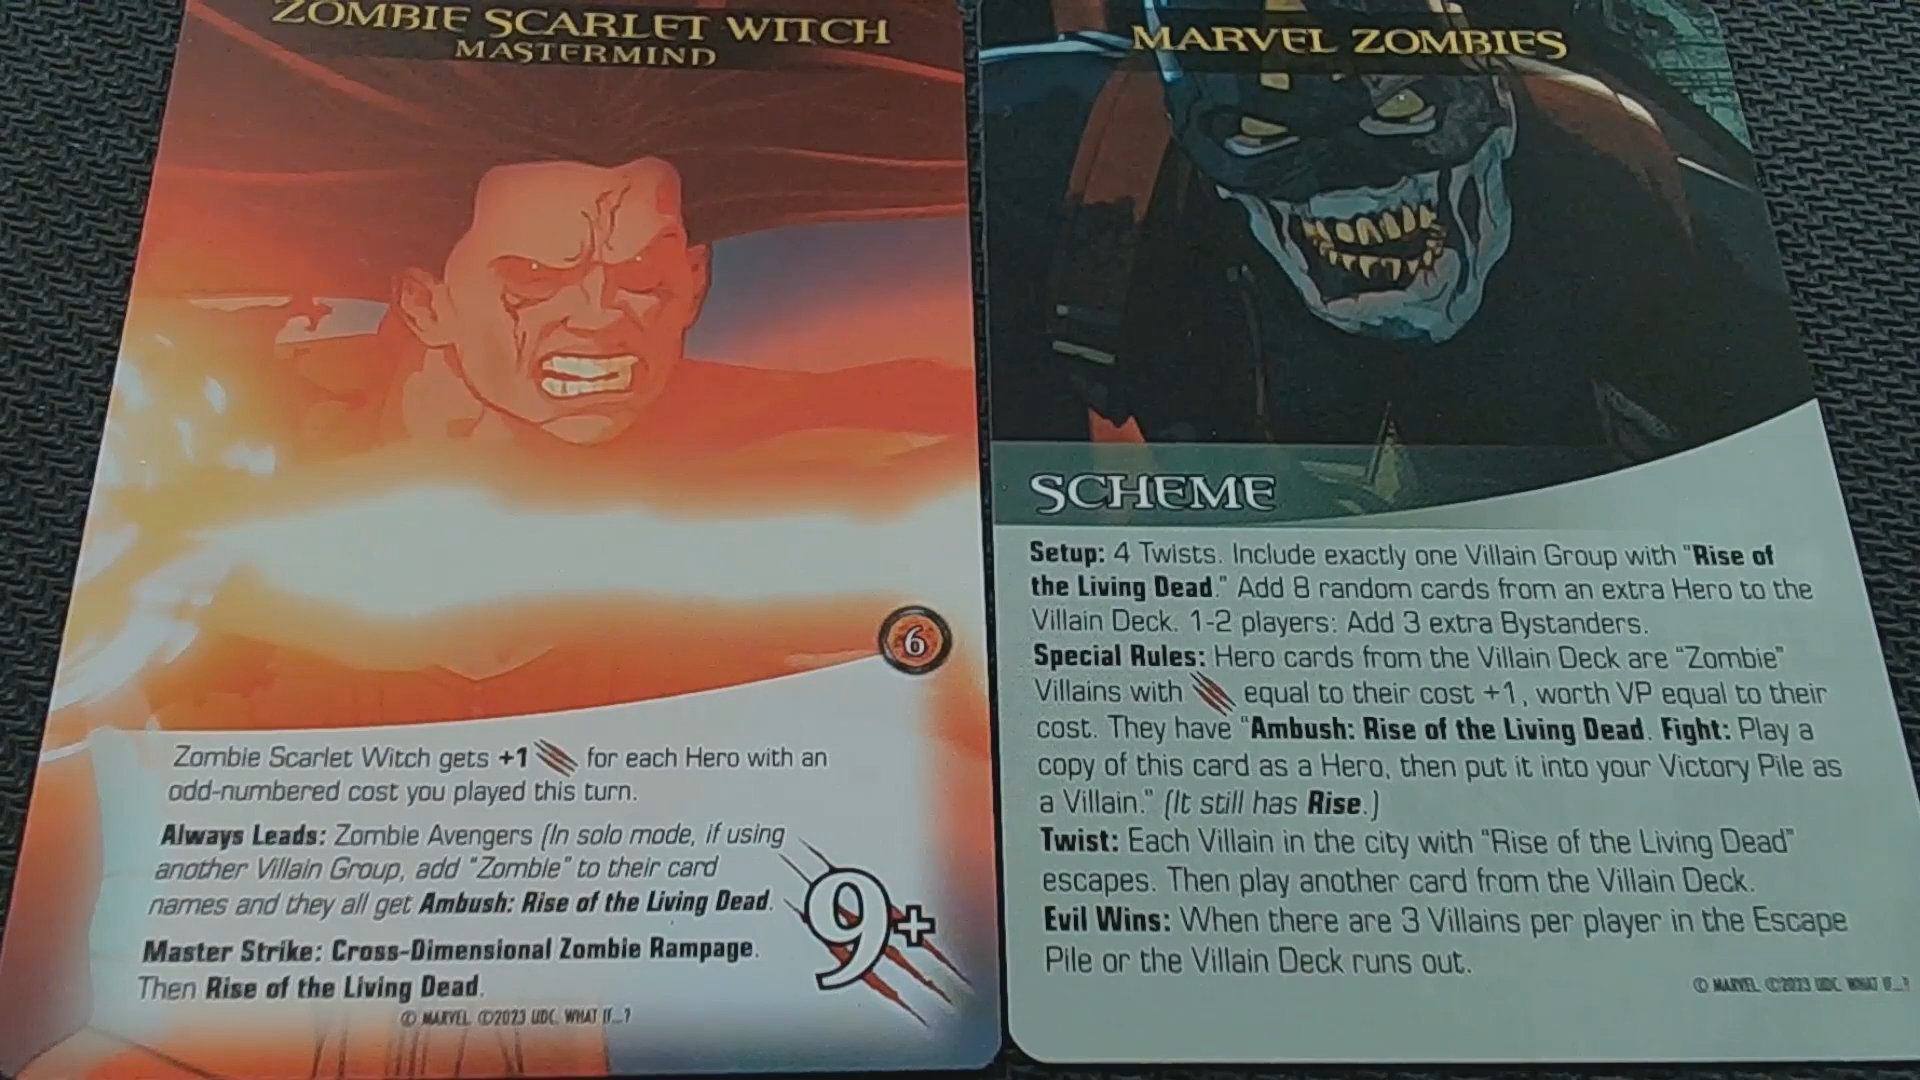 ZOMBIE SCARLET WITCH
MASTERMIND
6
Zombie Scarlet Witch gets +1 for each Hero with an
odd-numbered cost you played this turn.
Always Leads: Zombie Avengers (In solo mode, if using
another Villain Group, add "Zombie" to their card
names and they all get Ambush: Rise of the Living Dead.
Master Strike: Cross-Dimensional Zombie Rampage.
Then Rise of the Living Dead.
9+
© MARVEL ©2023 UDC. WHAT IF...?
MARVEL ZOMBIES
SCHEME
Setup: 4 Twists. Include exactly one Villain Group with "Rise of
the Living Dead." Add 8 random cards from an extra Hero to the
Villain Deck. 1-2 players: Add 3 extra Bystanders.
Special Rules: Hero cards from the Villain Deck are "Zombie"
Villains with equal to their cost +1, worth VP equal to their
cost. They have "Ambush: Rise of the Living Dead. Fight: Play a
copy of this card as a Hero, then put it into your Victory Pile as
a Villain." (It still has Rise.)
Twist: Each Villain in the city with "Rise of the Living Dead"
escapes. Then play another card from the Villain Deck.
Evil Wins: When there are 3 Villains per player in the Escape
Pile or the Villain Deck runs out.
© MARVEL ©2023 UDC. WHAT IF...?